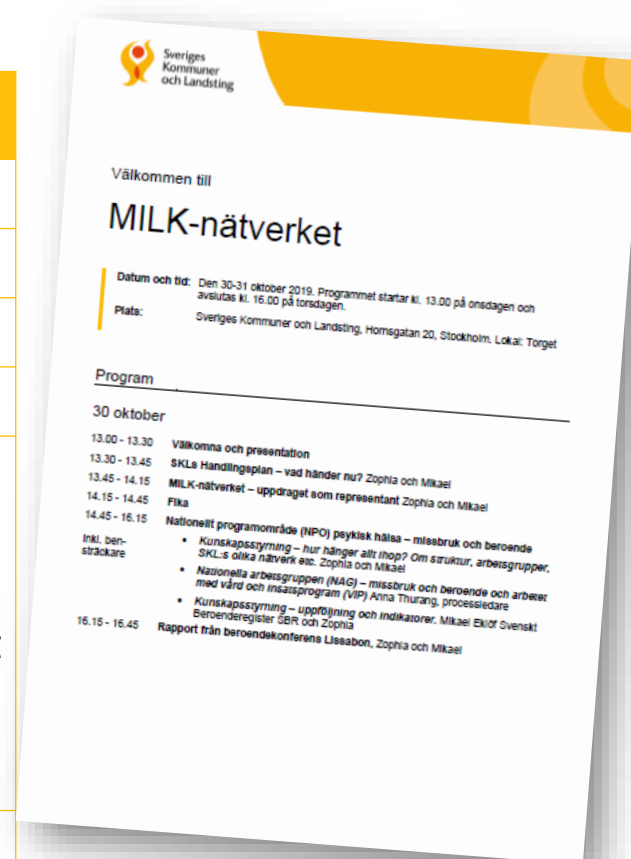 Sveriges
Kommuner
och Landsting
Välkommen till
MILK-nätverket
Datum och tid: Den 30-31 oktober 2019. Programmet startar kl. 13.00 på onsdagen och
avslutas kl. 16.00 på torsdagen.
Plats: Sveriges Kommuner och Landsting, Hornsgatan 20, Stockholm. Lokal: Torget
Program
30 oktober
13.00 - 13.30 Välkomna och presentation
13.30 - 13.45 SKLs Handlingsplan – vad händer nu? Zophia och Mikael
13.45 - 14.15 MILK-nätverket – uppdraget som representant Zophia och Mikael
14.15 - 14.45 Fika
14.45 - 16.15 Nationellt programområde (NPO) psykisk hälsa – missbruk och beroende
Inkl. ben-
sträckare
• Kunskapsstyrning – hur hänger allt ihop? Om struktur, arbetsgrupper,
SKL:s olika nätverk etc. Zophia och Mikael
• Nationella arbetsgruppen (NAG) – missbruk och beroende och arbetet
med vård och insatsprogram (VIP) Anna Thurang, processledare
• Kunskapsstyrning – uppföljning och indikatorer. Mikael Eklöf Svenskt
Beroenderegister SBR och Zophia
16.15 - 16.45 Rapport från beroendekonferens Lissabon, Zophia och Mikael